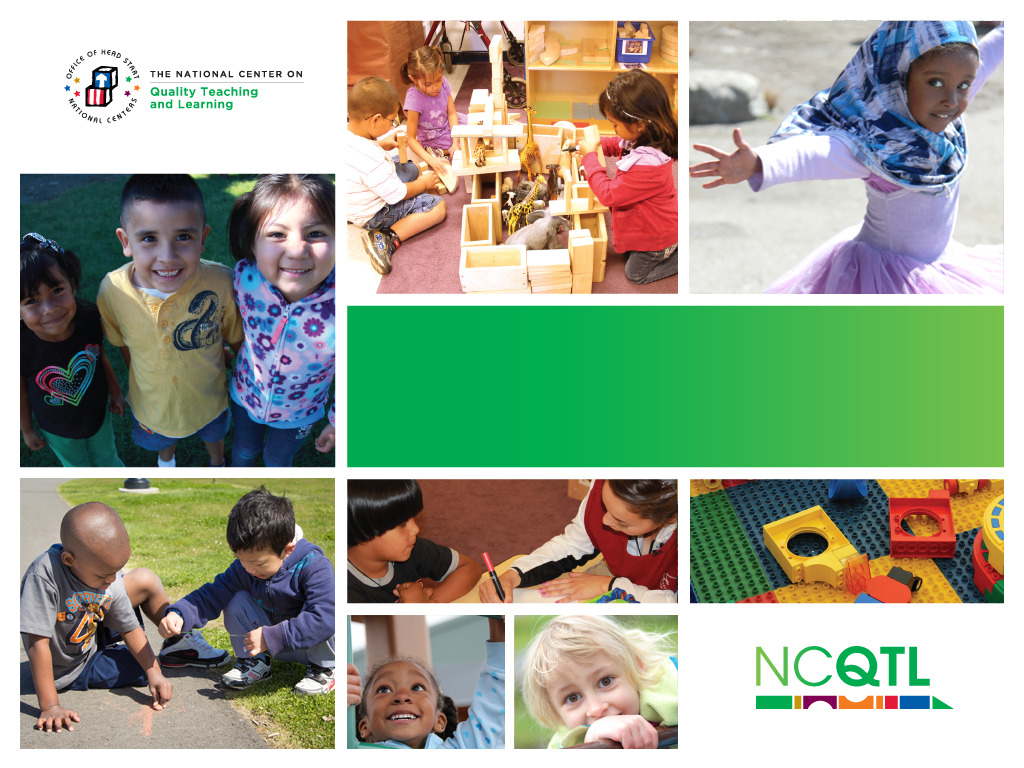 OFFICE OF HEAD START
NATIONAL CENTERS
THE NATIONAL CENTER ON
Quality Teaching
and Learning
a
NCQTL